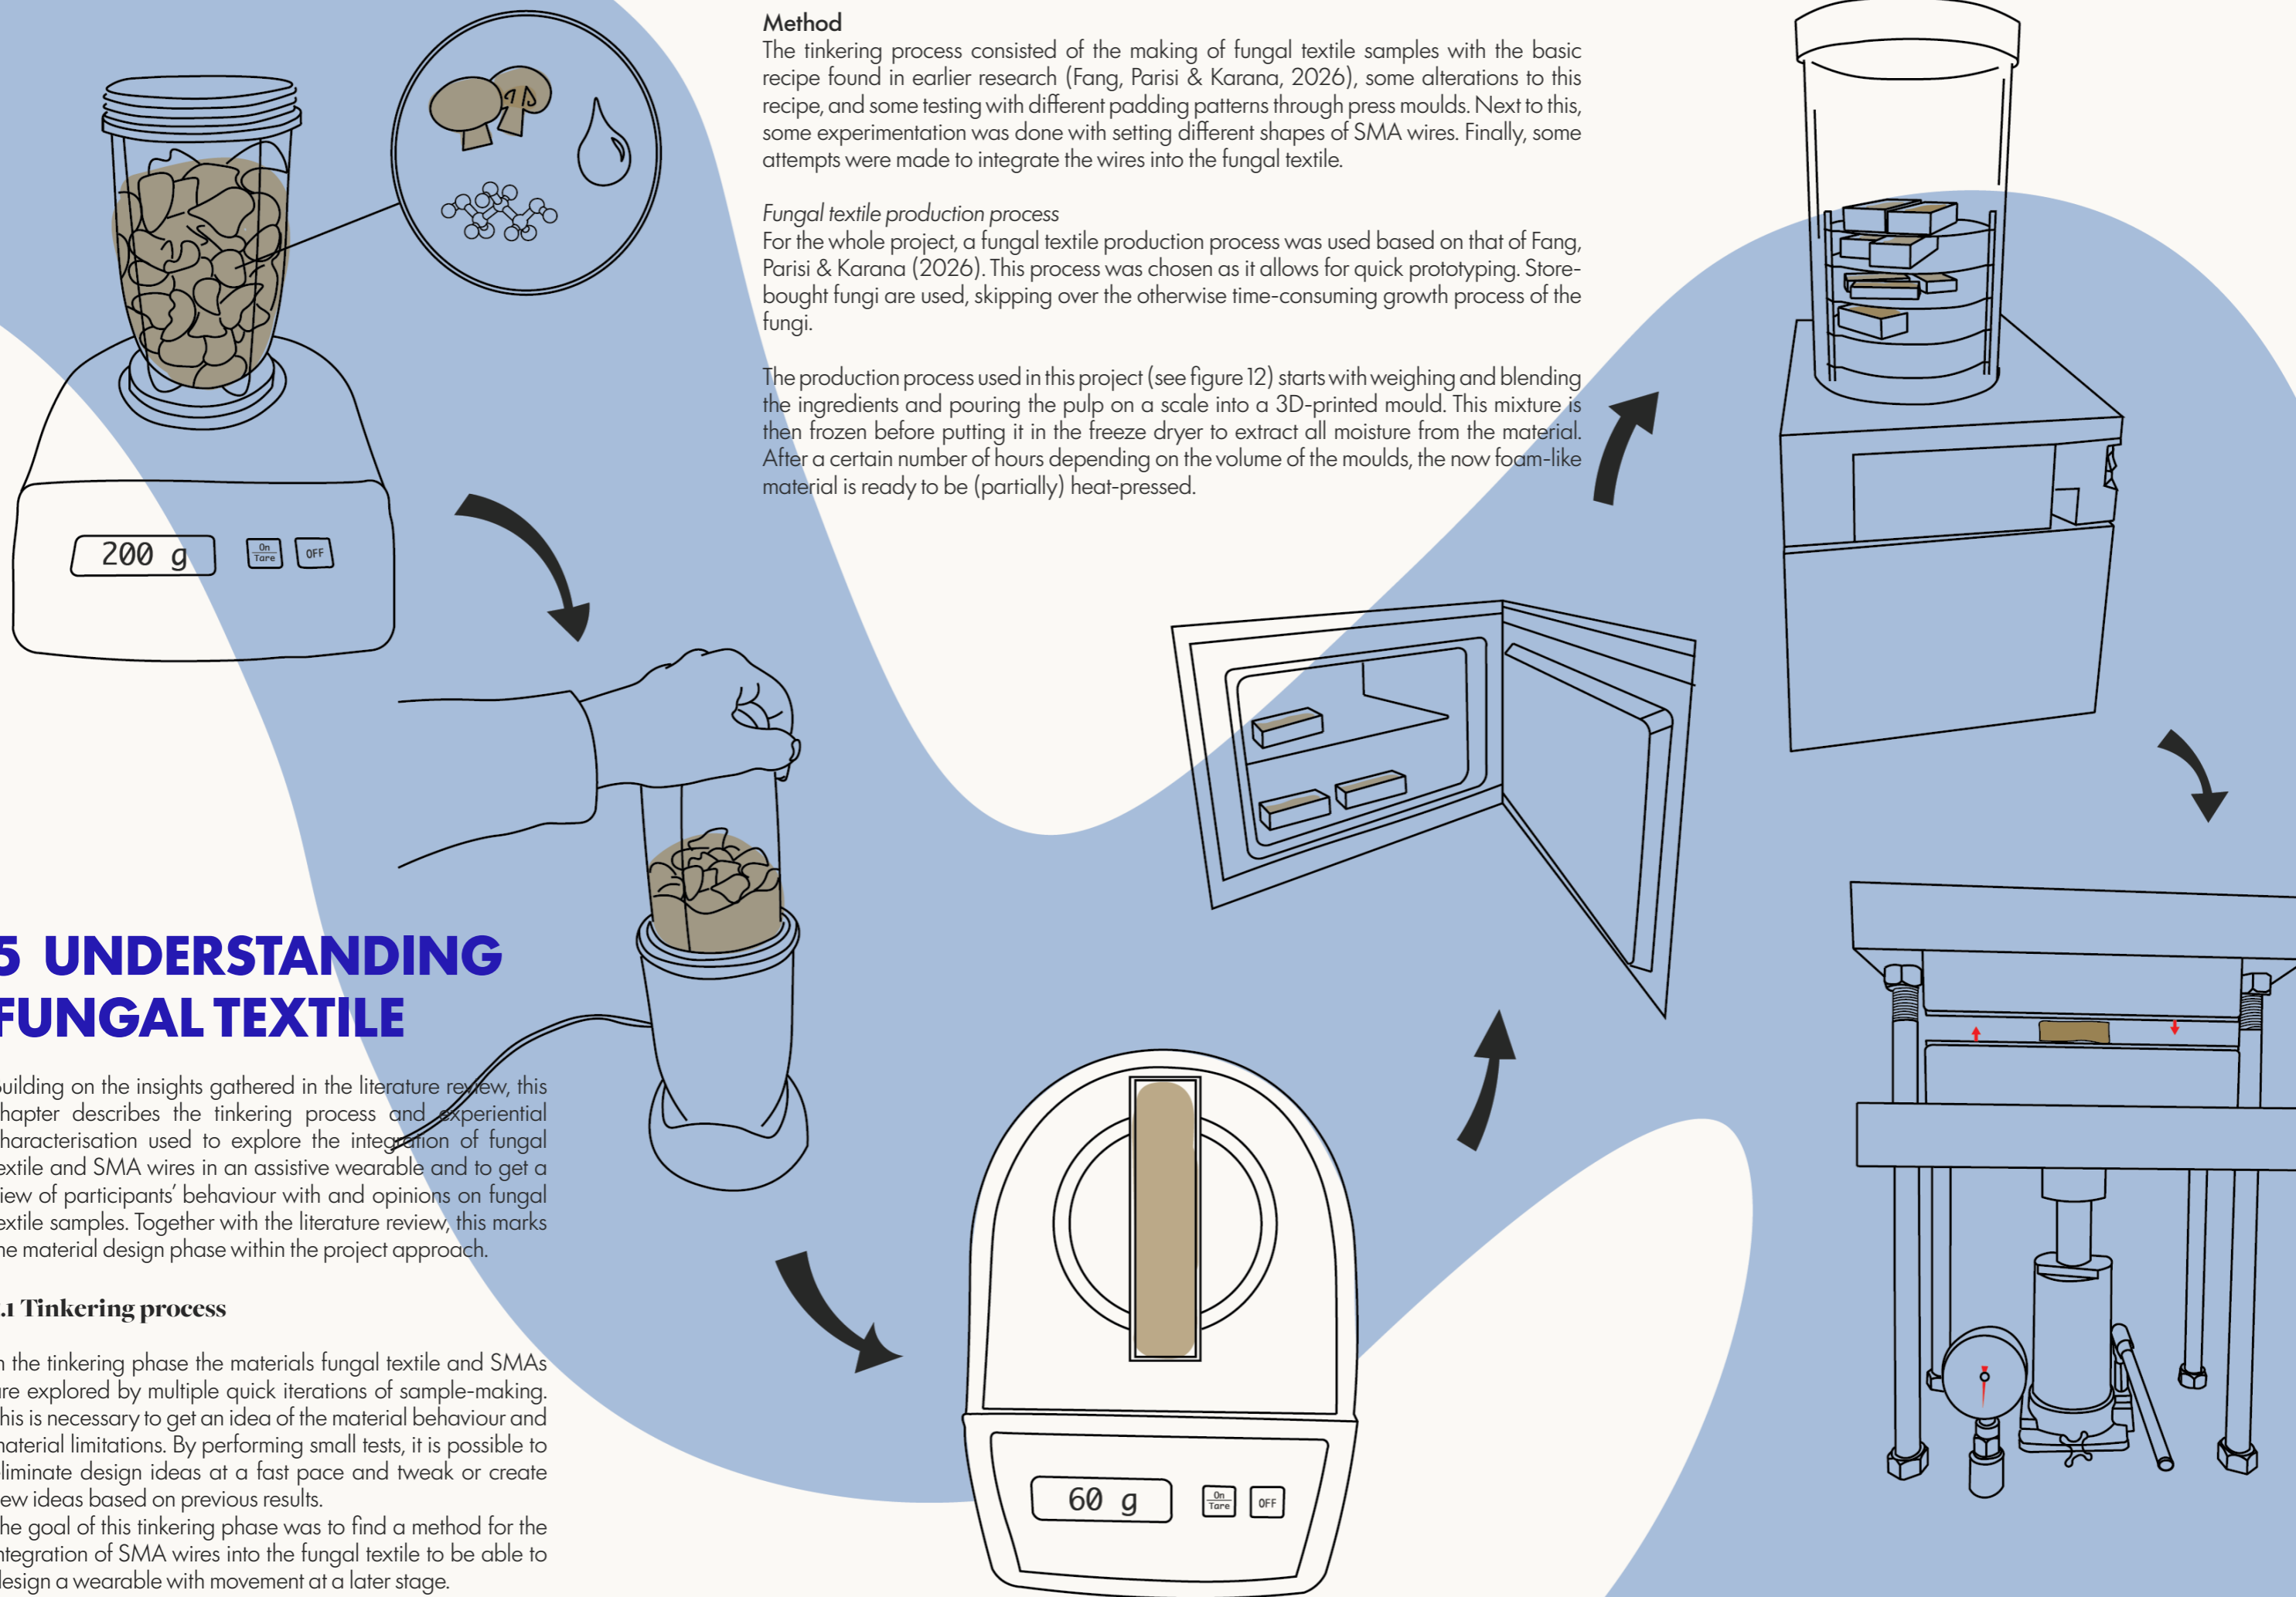 Method
The tinkering process consisted of the making of fungal textile samples with the basic
recipe found in earlier research (Fang, Parisi & Karana, 2026), some alterations to this
recipe, and some testing with different padding patterns through press moulds. Next to this,
some experimentation was done with setting different shapes of SMA wires. Finally, some
attempts were made to integrate the wires into the fungal textile.
Fungal textile production process
For the whole project, a fungal textile production process was used based on that of Fang,
Parisi & Karana (2026). This process was chosen as it allows for quick prototyping. Store-
bought fungi are used, skipping over the otherwise time-consuming growth process of the
fungi.
The production process used in this project (see figure 12) starts with weighing and blending
the ingredients and pouring the pulp on a scale into a 3D-printed mould. This mixture is
then frozen before putting it in the freeze dryer to extract all moisture from the material.
After a certain number of hours depending on the volume of the moulds, the now foam-like
material is ready to be (partially) heat-pressed.
200 g
On
Tare
OFF
5 UNDERSTANDING
FUNGAL TEXTILE
uilding on the insights gathered in the literature review, this
hapter describes the tinkering process and experiential
haracterisation used to explore the integration of fungal
extile and SMA wires in an assistive wearable and to get a
iew of participants' behaviour with and opinions on fungal
extile samples. Together with the literature review, this marks
he material design phase within the project approach.
.1 Tinkering process
n the tinkering phase the materials fungal textile and SMAs
are explored by multiple quick iterations of sample-making.
his is necessary to get an idea of the material behaviour and
material limitations. By performing small tests, it is possible to
eliminate design ideas at a fast pace and tweak or create
ew ideas based on previous results.
he goal of this tinkering phase was to find a method for the
ntegration of SMA wires into the fungal textile to be able to
design a wearable with movement at a later stage.
60 g
On
Tare
OFF